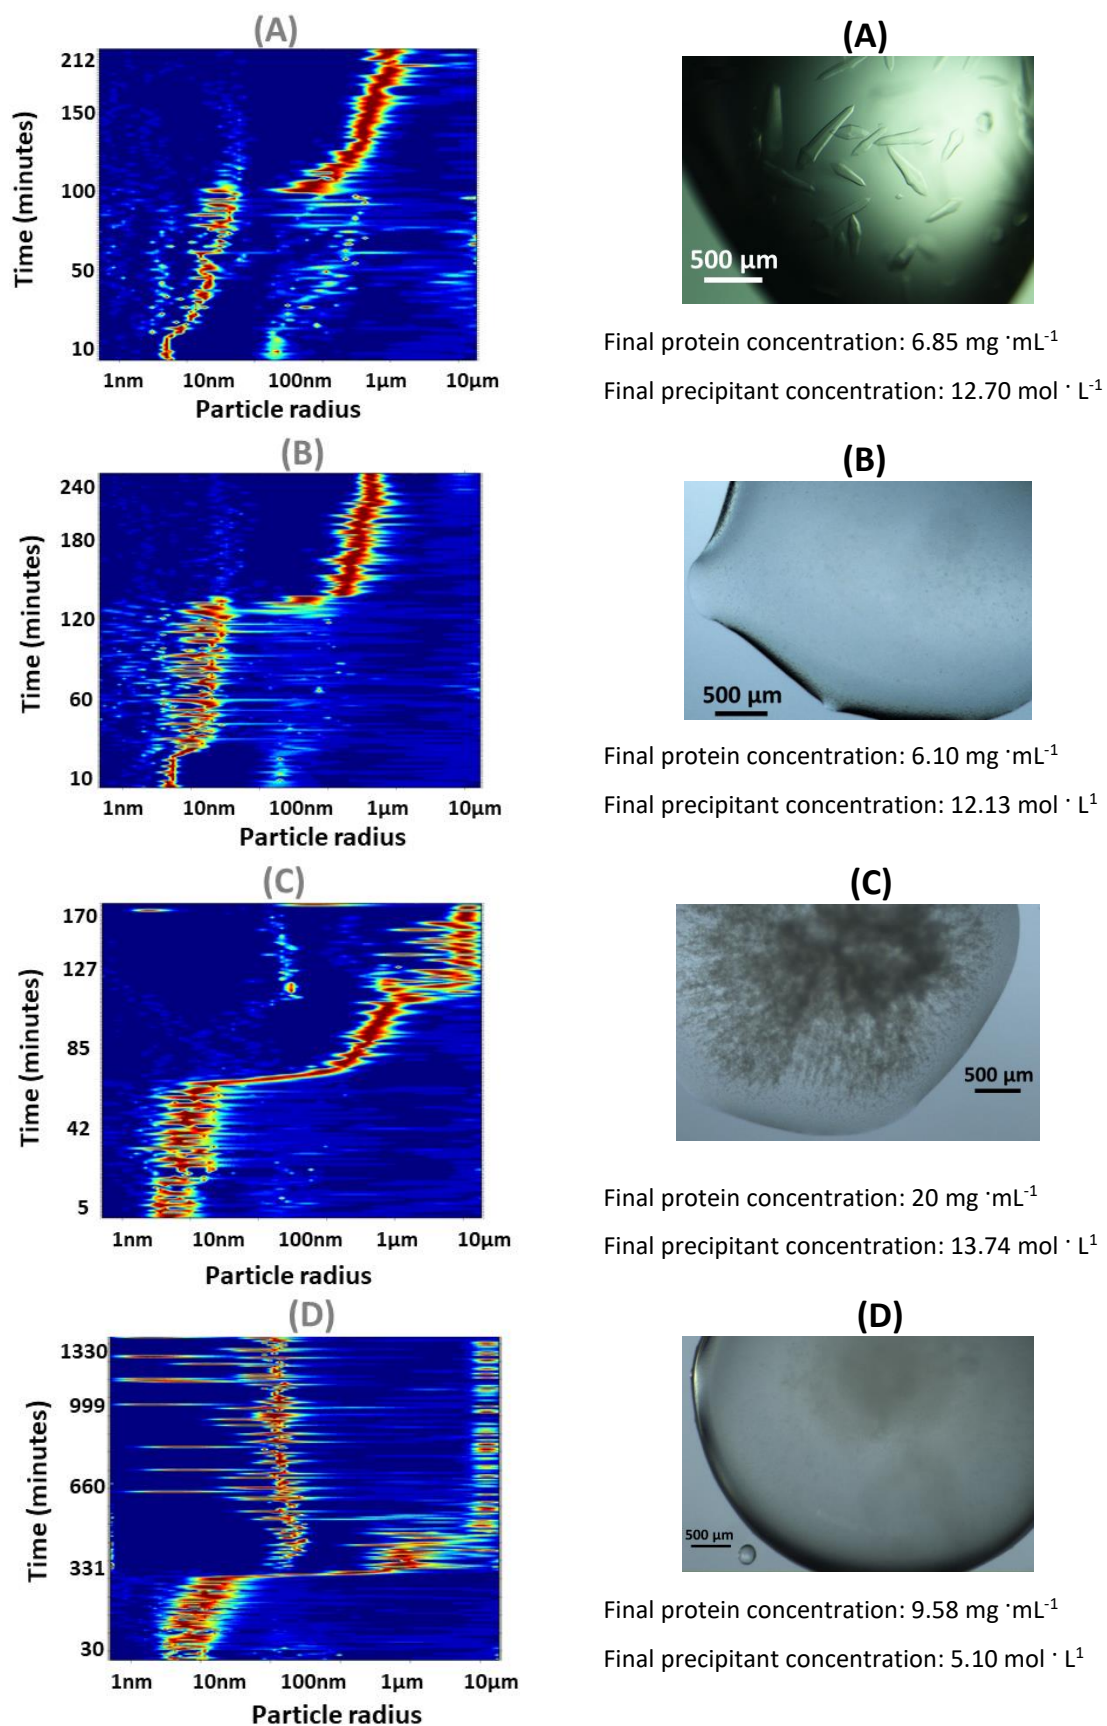 (A)
212
150
100
50
10
Time (minutes)
1nm 10nm 100nm 1µm 10µm
Particle radius
(A)
500 µm
Final protein concentration: 6.85 mg ·mL-1
Final precipitant concentration: 12.70 mol · L-1
(B)
240
180
120
60
10
Time (minutes)
1nm 10nm 100nm 1µm 10µm
Particle radius
(B)
500 µm
Final protein concentration: 6.10 mg ·mL-1
Final precipitant concentration: 12.13 mol · L1
(C)
170
127
85
42
5
Time (minutes)
1nm 10nm 100nm 1µm 10µm
Particle radius
(C)
500 µm
Final protein concentration: 20 mg ·mL-1
Final precipitant concentration: 13.74 mol · L1
(D)
1330
999
660
331
30
Time (minutes)
1nm 10nm 100nm 1µm 10µm
Particle radius
(D)
500 µm
Final protein concentration: 9.58 mg ·mL-1
Final precipitant concentration: 5.10 mol · L1